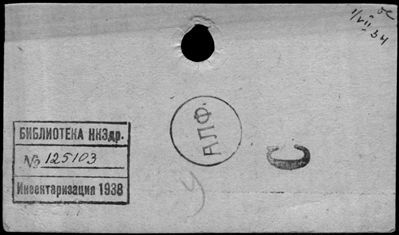 1/VII 34
БИБЛИОТЕКА НКЗдр.
№ 125103
Инвентаризация 1938
АЛФ.